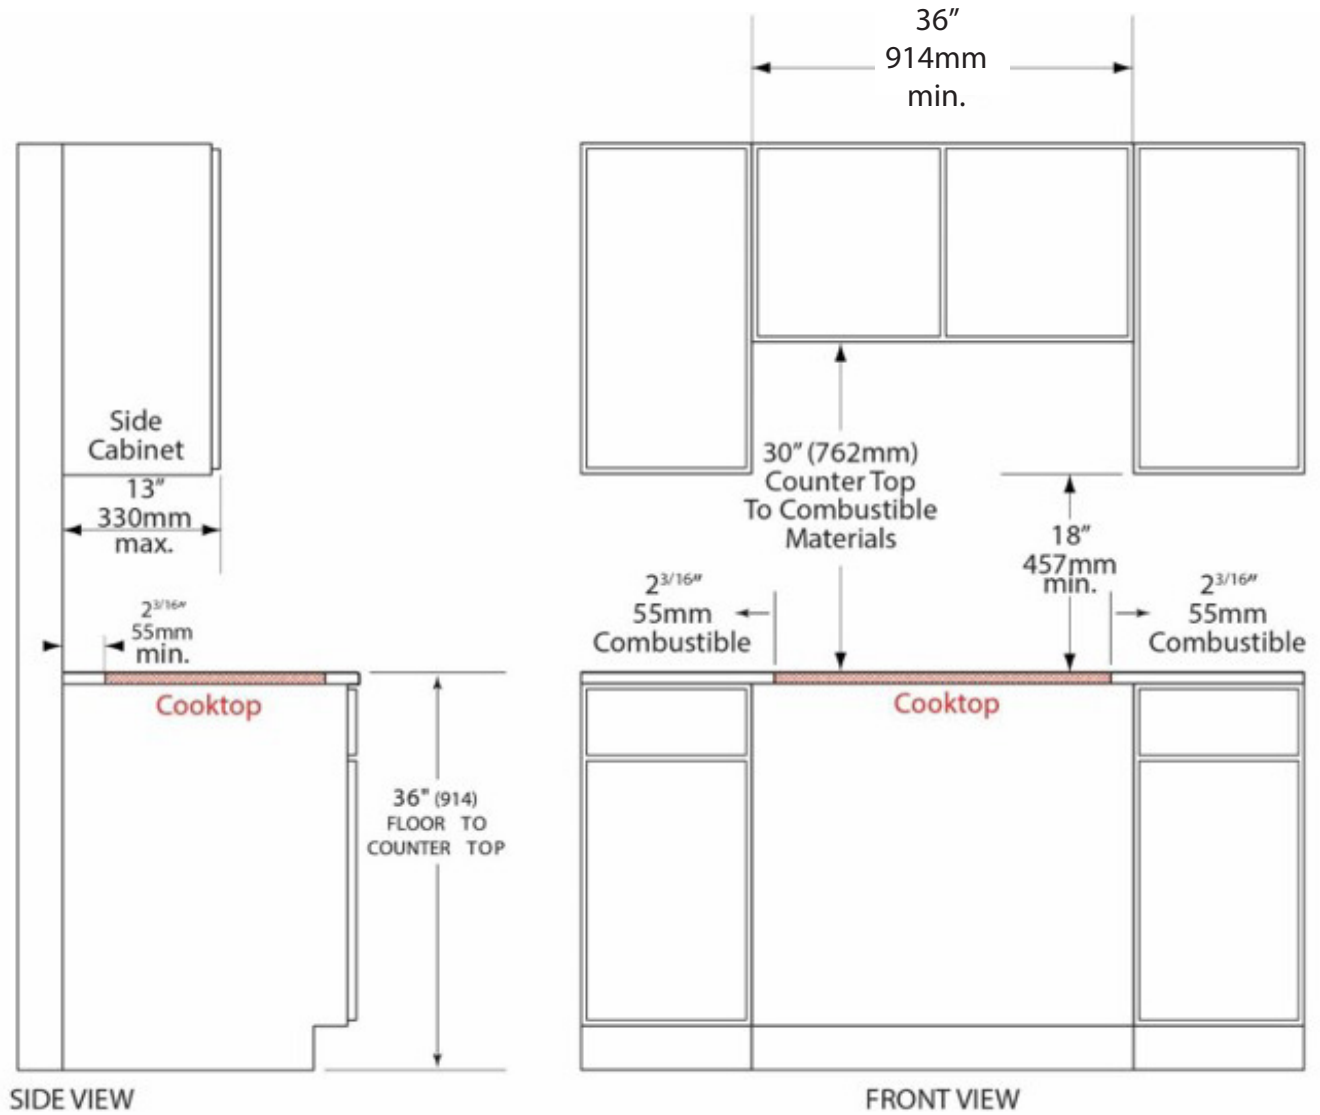 36″
914mm
min.
Side
Cabinet
13″
330mm
max.
2 3/16″
55mm
min.
Cooktop
36" (914)
FLOOR TO
COUNTER TOP
SIDE VIEW
30″ (762mm)
Counter Top
To Combustible
Materials
18″
457mm
min.
2 3/16″
55mm
Combustible
2 3/16″
55mm
Combustible
Cooktop
FRONT VIEW